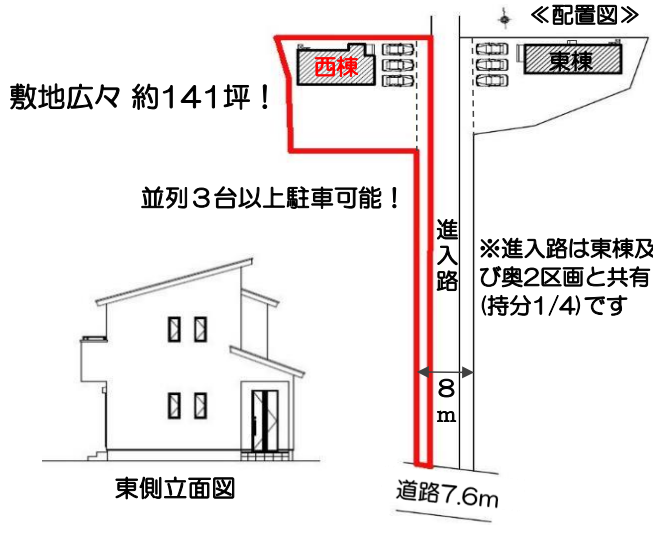 ≪配置図≫
西棟
東棟
敷地広々 約141坪！
並列３台以上駐車可能！
進入路
※進入路は東棟及
び奥2区画と共有
(持分1/4)です
8
m
東側立面図
道路7.6m